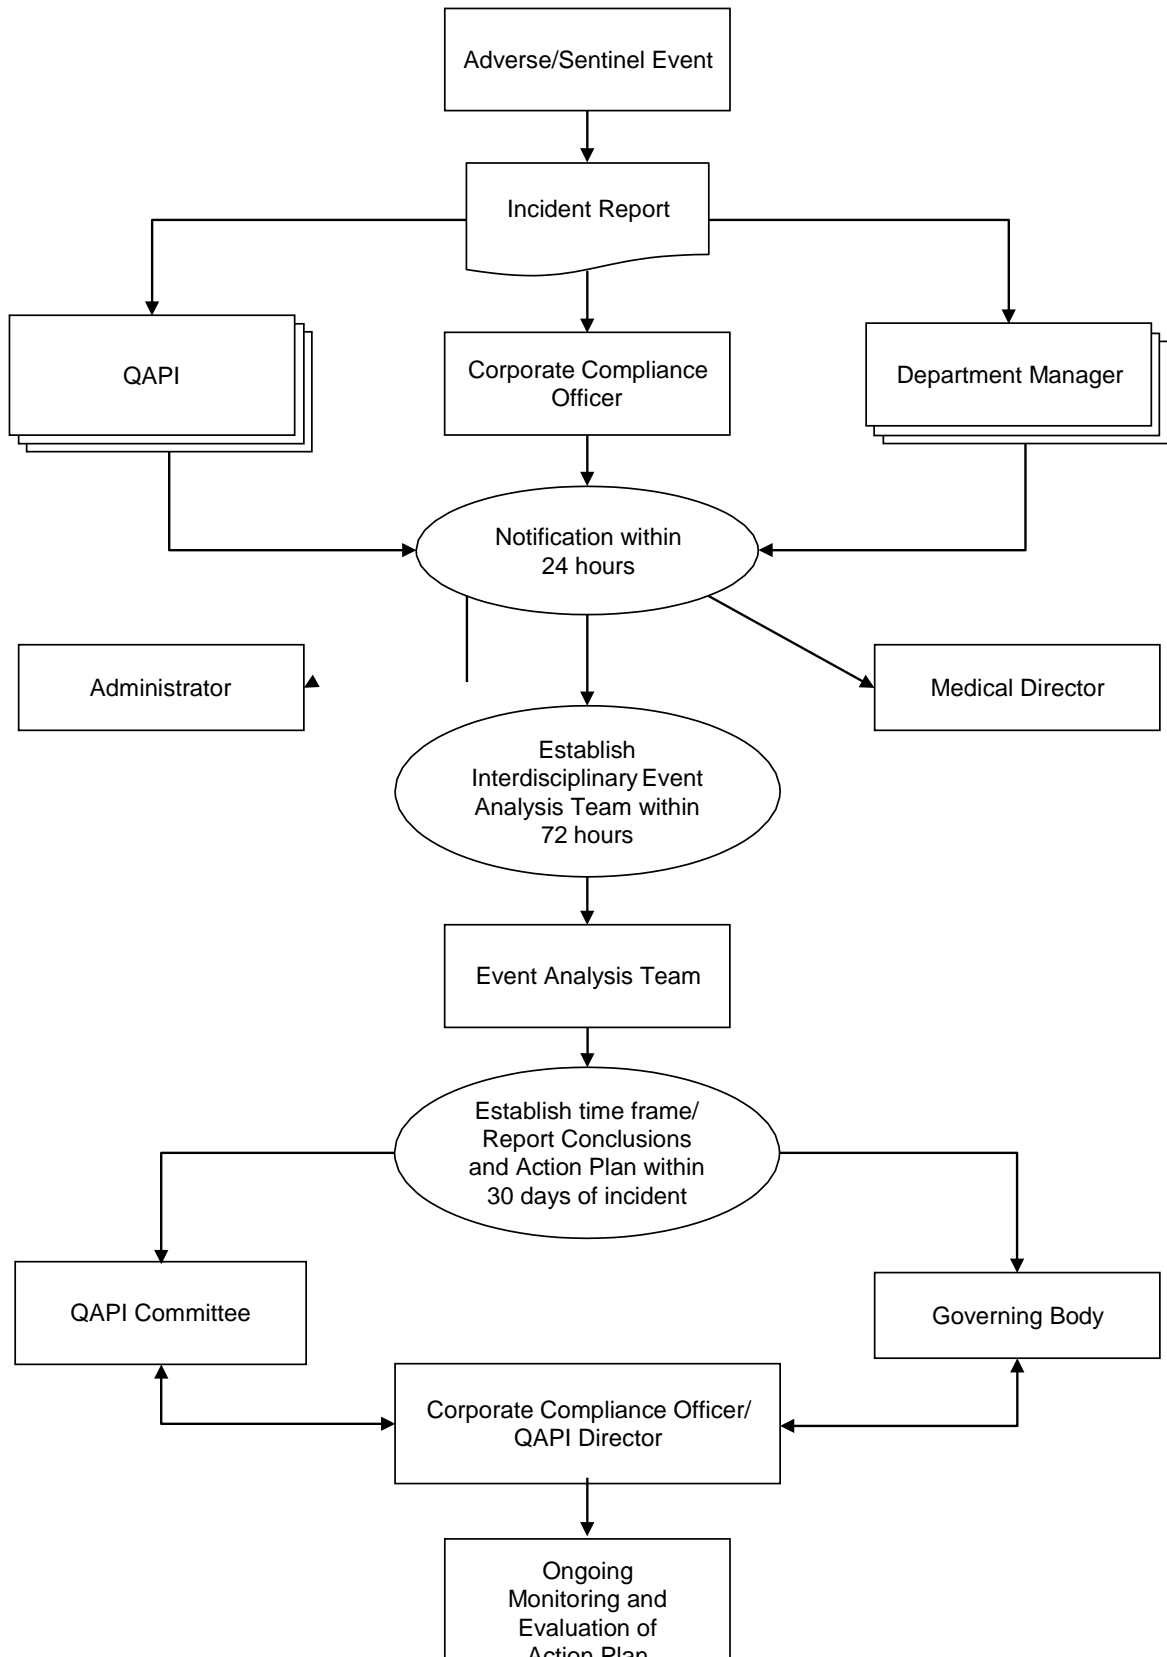 Adverse/Sentinel Event
Incident Report
QAPI
Corporate Compliance
Officer
Department Manager
Notification within
24 hours
Administrator
Medical Director
Establish
Interdisciplinary Event
Analysis Team within
72 hours
Event Analysis Team
Establish time frame/
Report Conclusions
and Action Plan within
30 days of incident
QAPI Committee
Governing Body
Corporate Compliance Officer/
QAPI Director
Ongoing
Monitoring and
Evaluation of
Action Plan